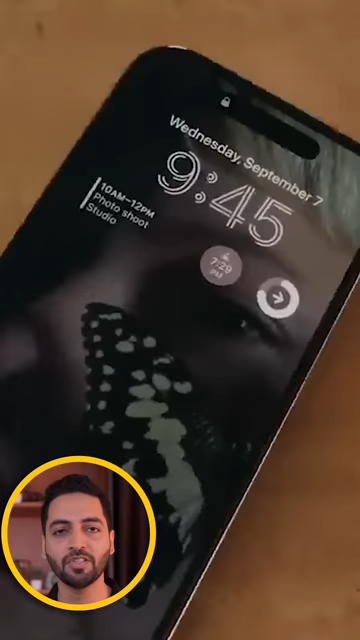 Wednesday, September 7
9:45
10AM–12PM
Photo shoot
Studio
7:29
PM